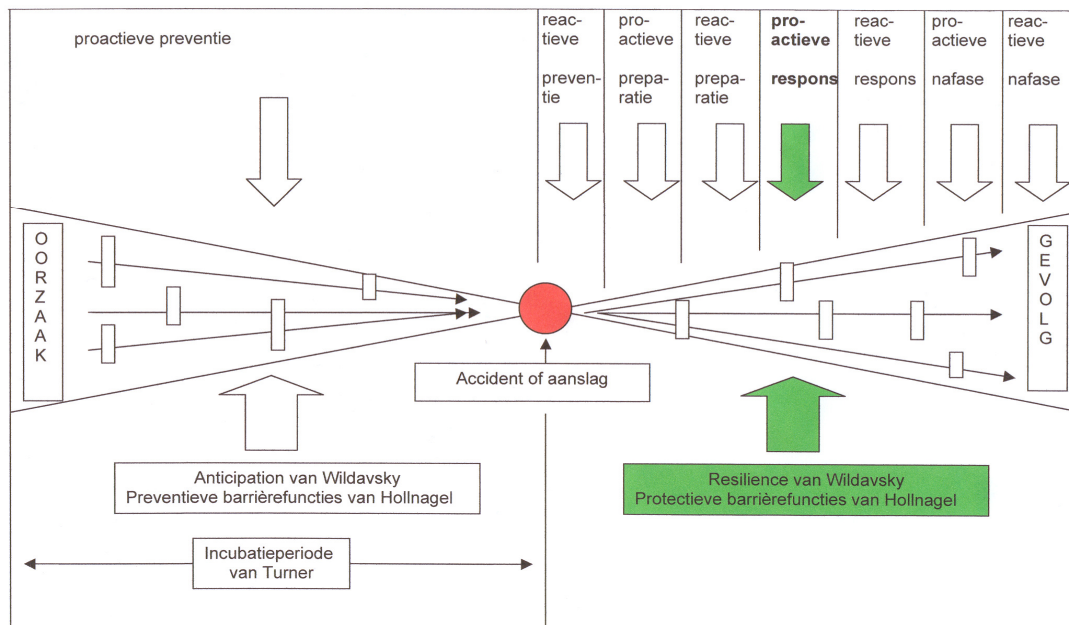 proactieve preventie
reac-
tieve
preven-
tie
pro-
actieve
prepa-
ratie
reac-
tieve
prepa-
ratie
pro-
actieve
respons
reac-
tieve
respons
pro-
actieve
nafase
reac-
tieve
nafase
O
O
R
Z
A
A
K
G
E
V
O
L
G
Accident of aanslag
Anticipation van Wildavsky
Preventieve barrièrefuncties van Hollnagel
Resilience van Wildavsky
Protectieve barrièrefuncties van Hollnagel
Incubatieperiode
van Turner